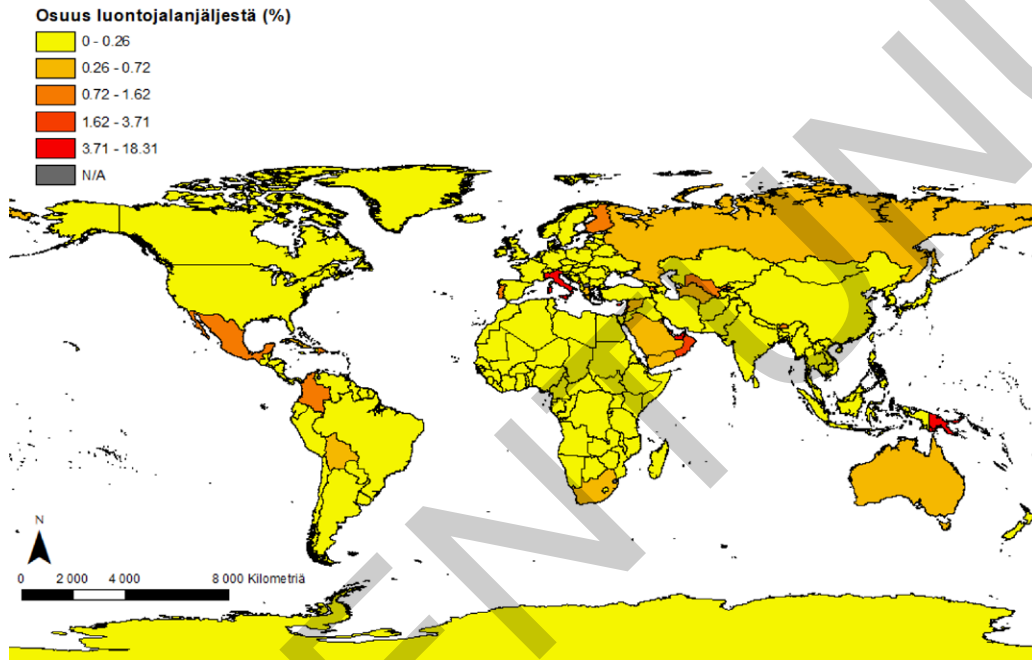 Osuus luontojalanjäljestä (%)
0 - 0.26
0.26 - 0.72
0.72 - 1.62
1.62 - 3.71
3.71 - 18.31
N/A
N
0 2 000 4 000 8 000 Kilometriä